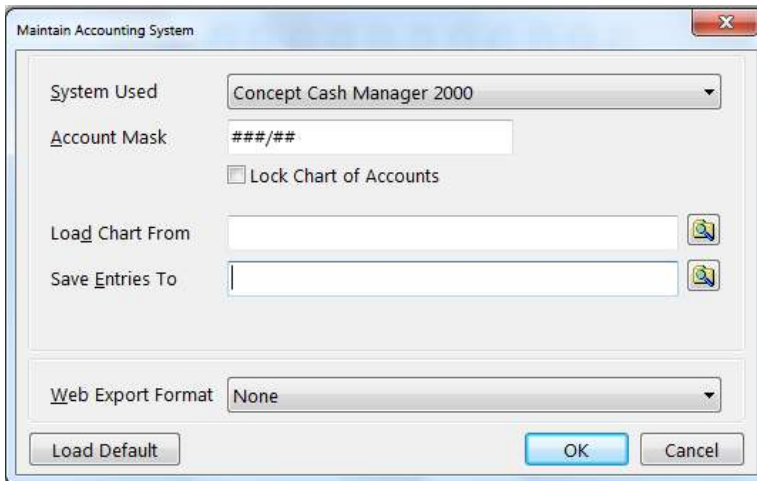 Maintain Accounting System
System Used Concept Cash Manager 2000
Account Mask ###/##
Lock Chart of Accounts
Load Chart From
Save Entries To
Web Export Format None
Load Default OK Cancel